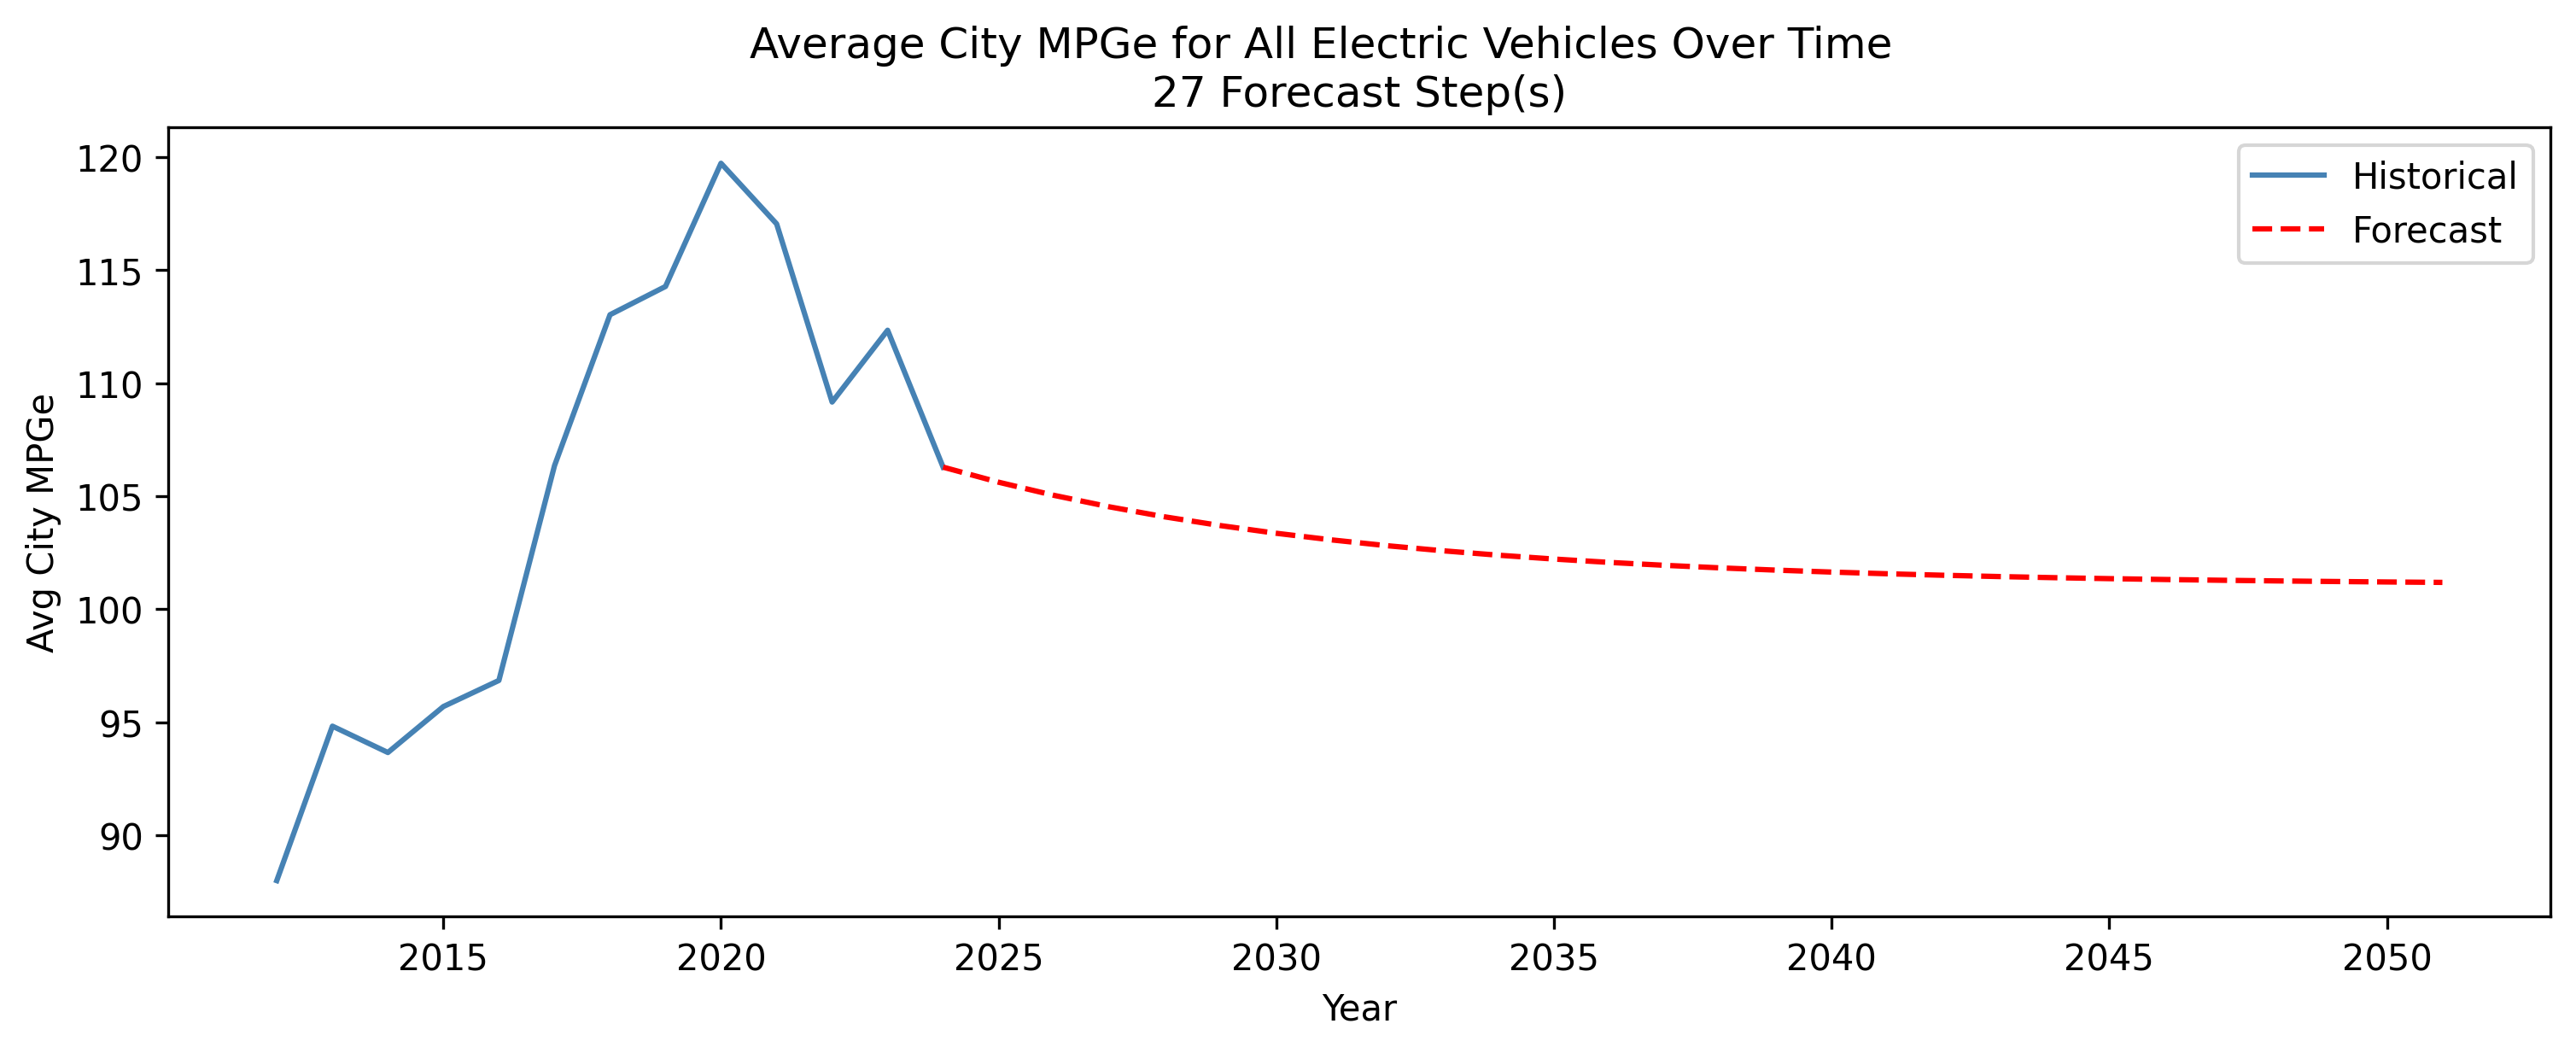 Average City MPGe for All Electric Vehicles Over Time
27 Forecast Step(s)
Historical
Forecast
Avg City MPGe
120
115
110
105
100
95
90
2015 2020 2025 2030 2035 2040 2045 2050
Year